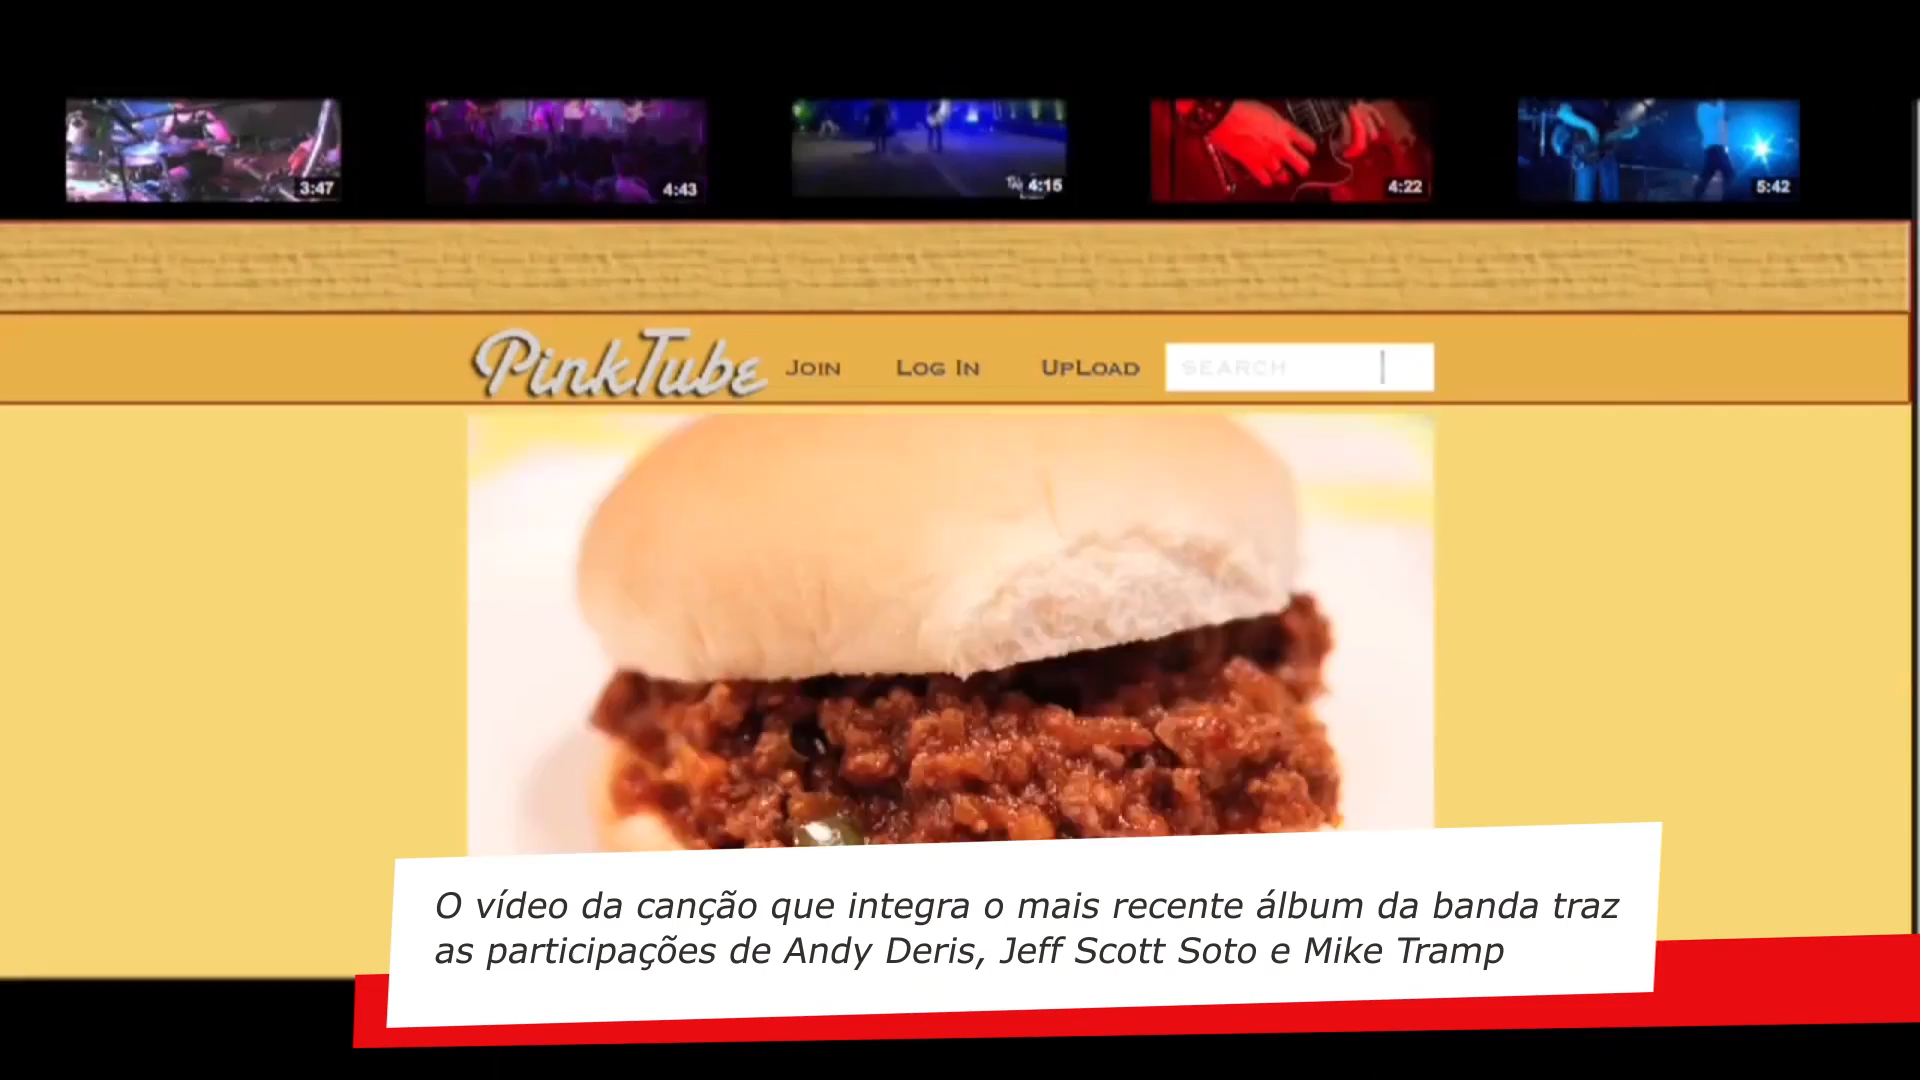 3:47
4:43
4:15
4:22
5:42
PinkTube
JOIN
LOG IN
UPLOAD
SEARCH
O vídeo da canção que integra o mais recente álbum da banda traz
as participações de Andy Deris, Jeff Scott Soto e Mike Tramp